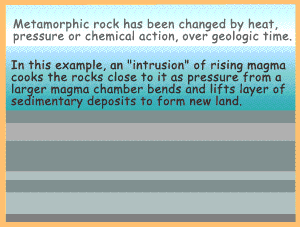 Metamorphic rock has been changed by heat,
pressure or chemical action, over geologic time.
In this example, an "intrusion" of rising magma
cooks the rocks close to it as pressure from a
larger magma chamber bends and lifts layer of
sedimentary deposits to form new land.